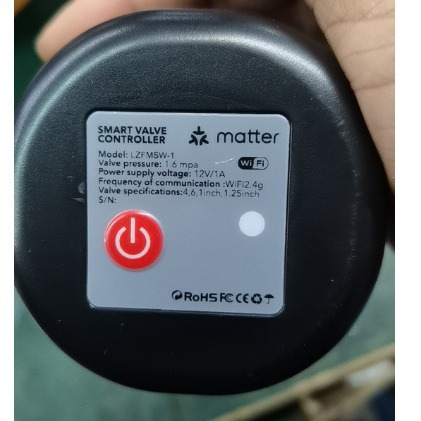 SMART VALVE
CONTROLLER
matter
Model: LZFMSW-1
Valve pressure: 1.6 mpa
WiFi
Power supply voltage: 12V/1A
Frequency of communication :WIFI2.4g
Valve specifications:4,6,1inch,1.25inch
S/N:
RoHS FC CE